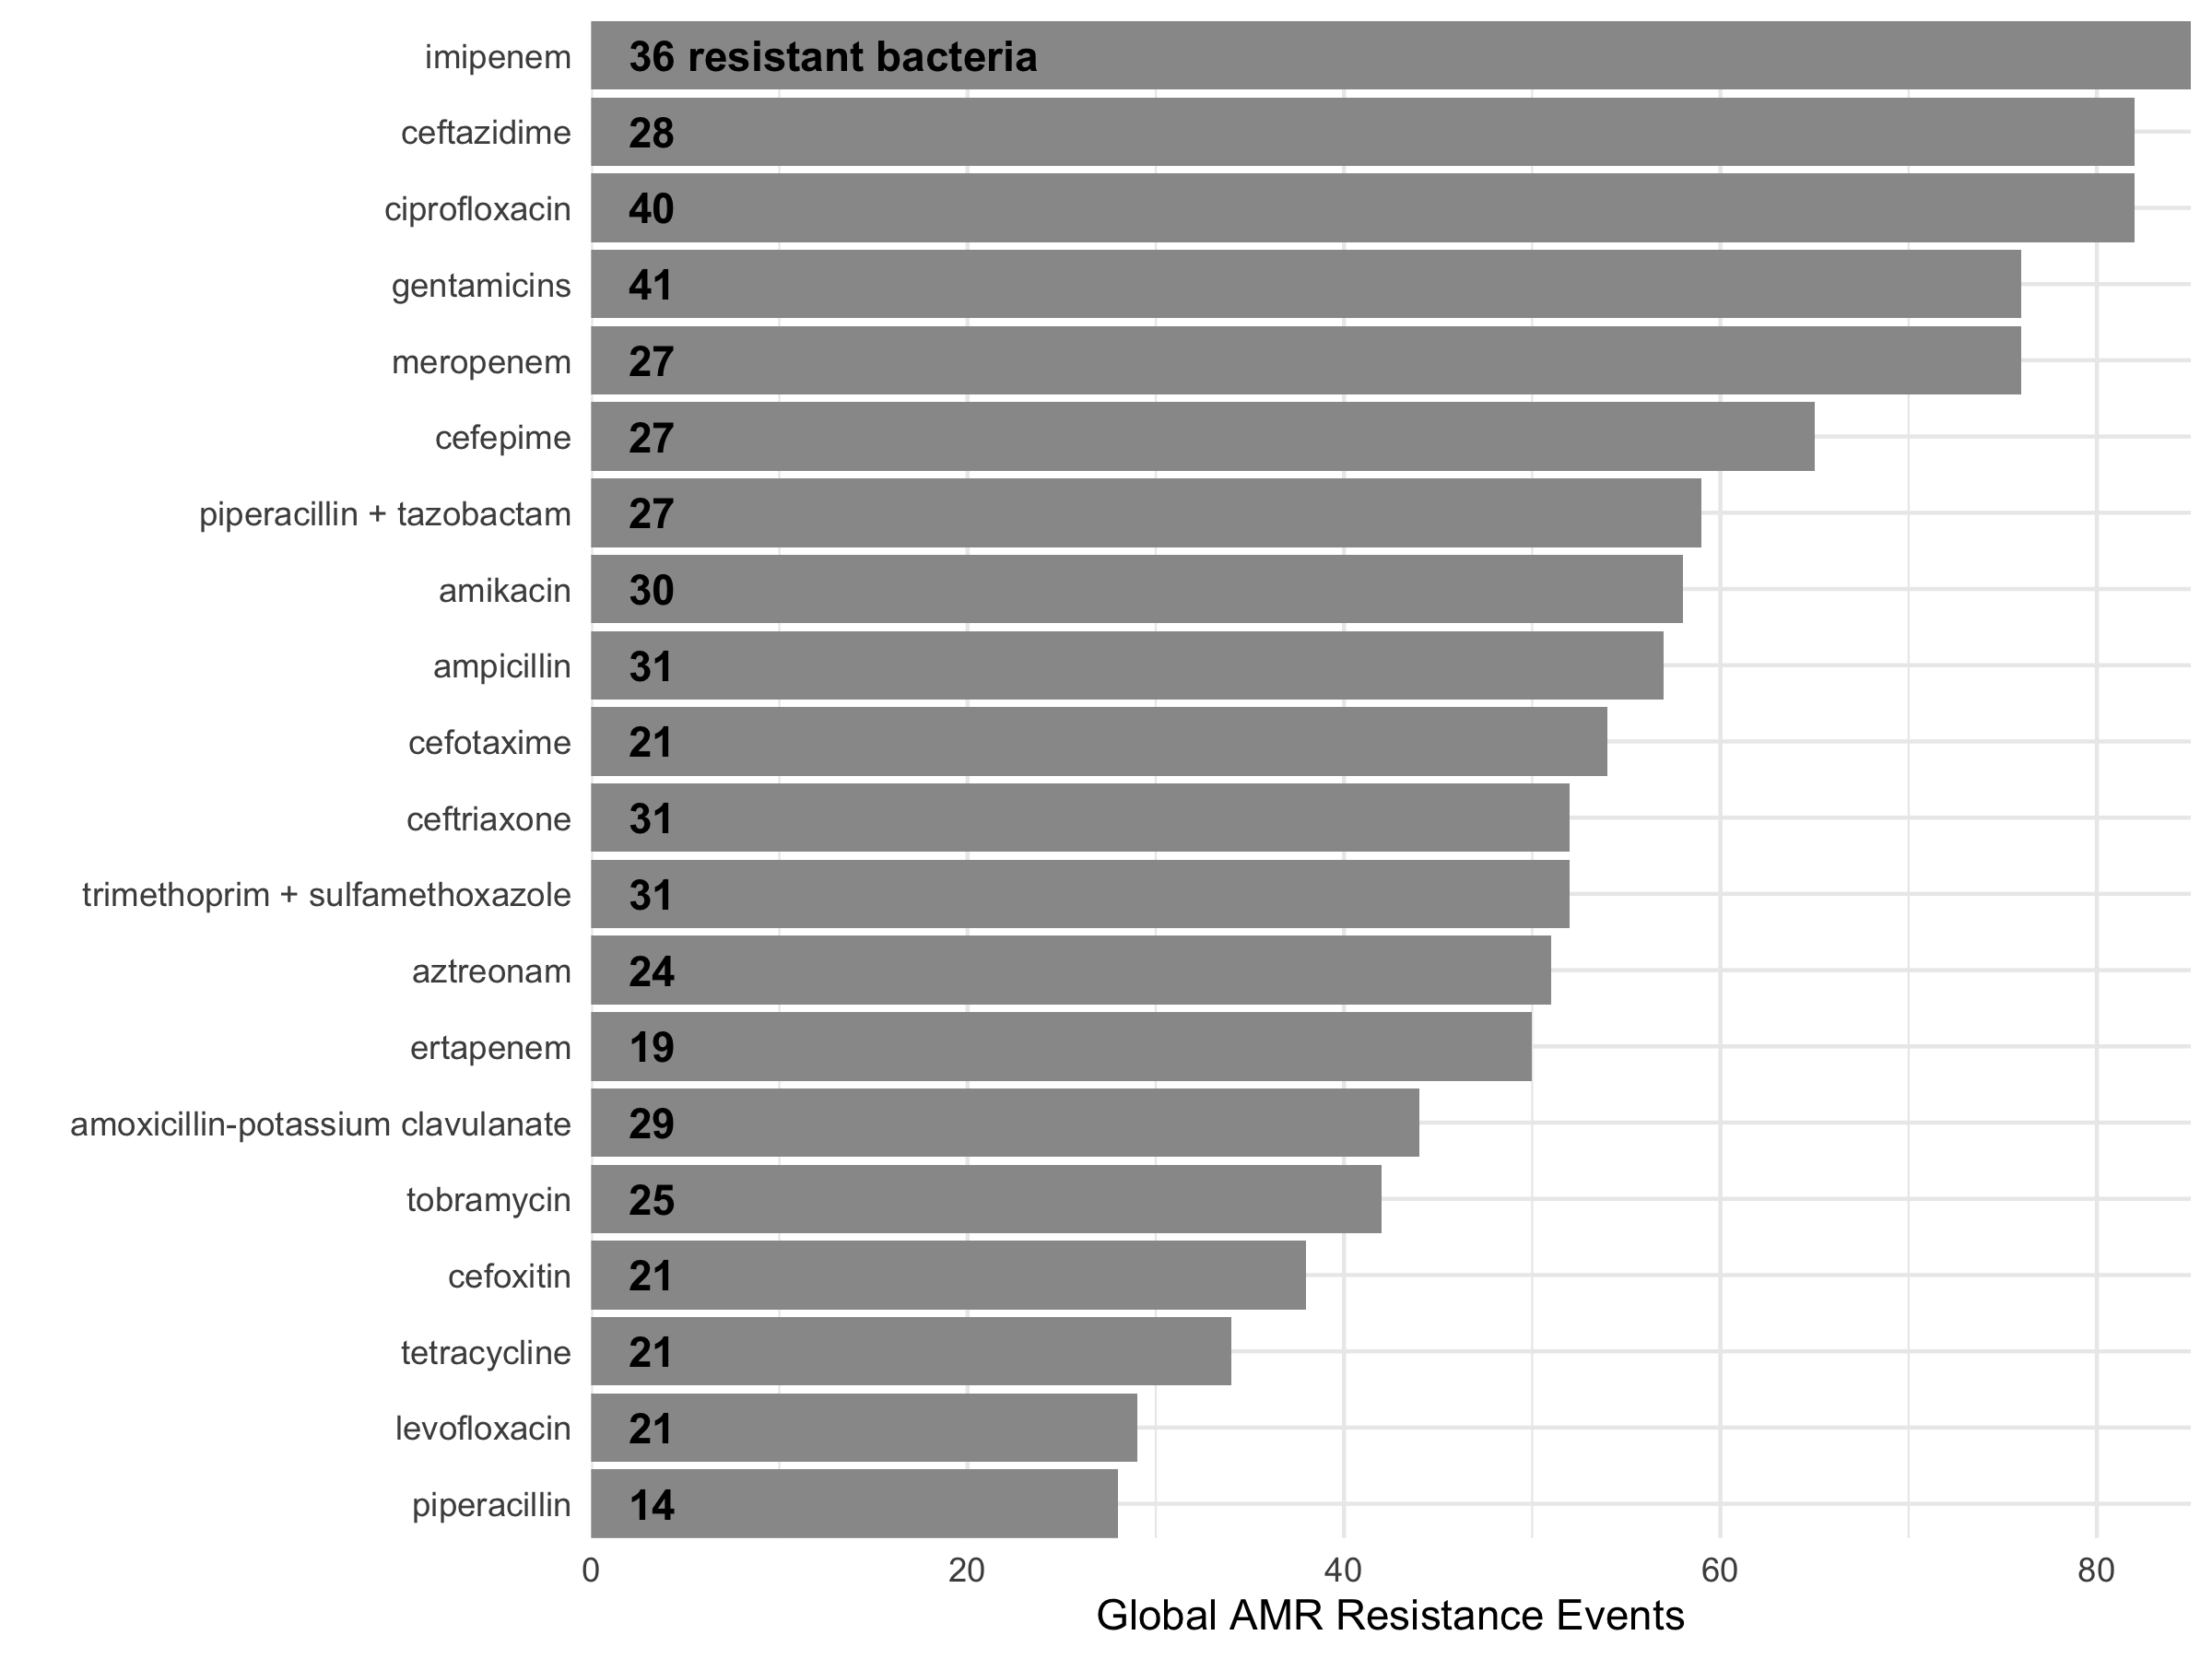 imipenem 36 resistant bacteria
ceftazidime 28
ciprofloxacin 40
gentamicins 41
meropenem 27
cefepime 27
piperacillin + tazobactam 27
amikacin 30
ampicillin 31
cefotaxime 21
ceftriaxone 31
trimethoprim + sulfamethoxazole 31
aztreonam 24
ertapenem 19
amoxicillin-potassium clavulanate 29
tobramycin 25
cefoxitin 21
tetracycline 21
levofloxacin 21
piperacillin 14
0 20 40 60 80
Global AMR Resistance Events